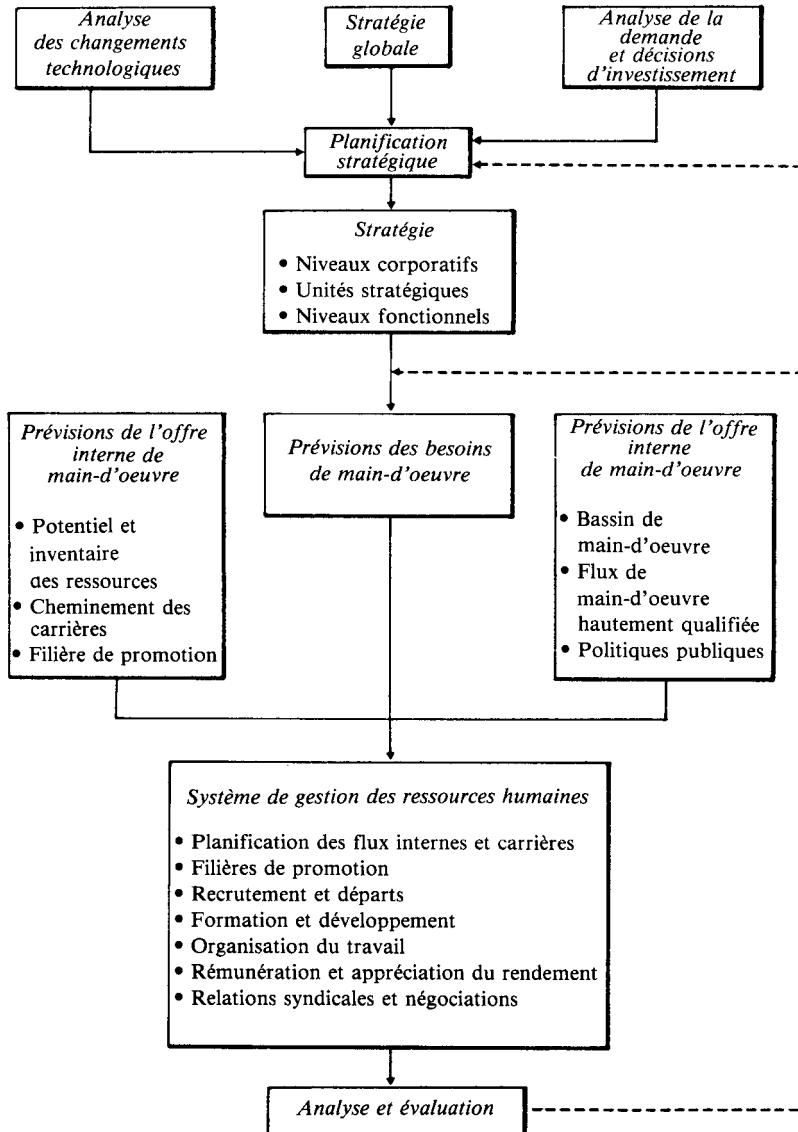 Analyse
des changements
technologiques
Stratégie
globale
Analyse de la
demande
et décisions
d'investissement
Planification
stratégique
Stratégie
• Niveaux corporatifs
• Unités stratégiques
• Niveaux fonctionnels
Prévisions de l'offre
interne de
main-d'oeuvre
• Potentiel et
inventaire
des ressources
• Cheminement des
carrières
• Filière de promotion
Prévisions des besoins
de main-d'oeuvre
Prévisions de l'offre
interne
de main-d'oeuvre
• Bassin de
main-d'oeuvre
• Flux de
main-d'oeuvre
hautement qualifiée
• Politiques publiques
Système de gestion des ressources humaines
• Planification des flux internes et carrières
• Filières de promotion
• Recrutement et départs
• Formation et développement
• Organisation du travail
• Rémunération et appréciation du rendement
• Relations syndicales et négociations
Analyse et évaluation